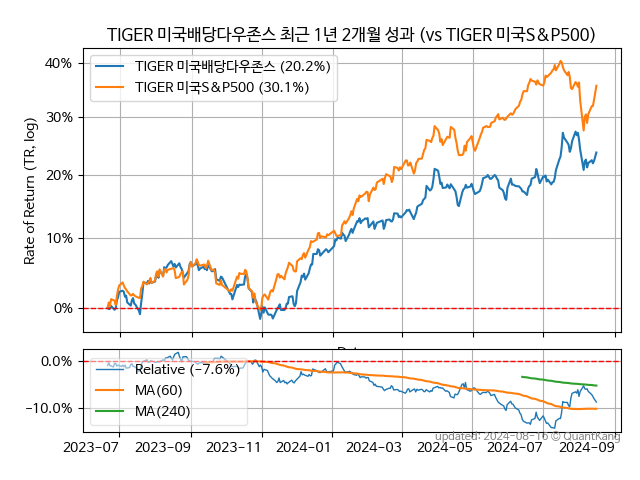 TIGER 미국배당다우존스 최근 1년 2개월 성과 (vs TIGER 미국S&P500)
TIGER 미국배당다우존스 (20.2%)
TIGER 미국S&P500 (30.1%)
Rate of Return (TR, log)
40%
30%
20%
10%
0%
0.0%
−10.0%
Relative (−7.6%)
MA(60)
MA(240)
updated: 2024-08-16 © QuantKang
2023−07
2023−09
2023−11
2024−01
2024−03
2024−05
2024−07
2024−09